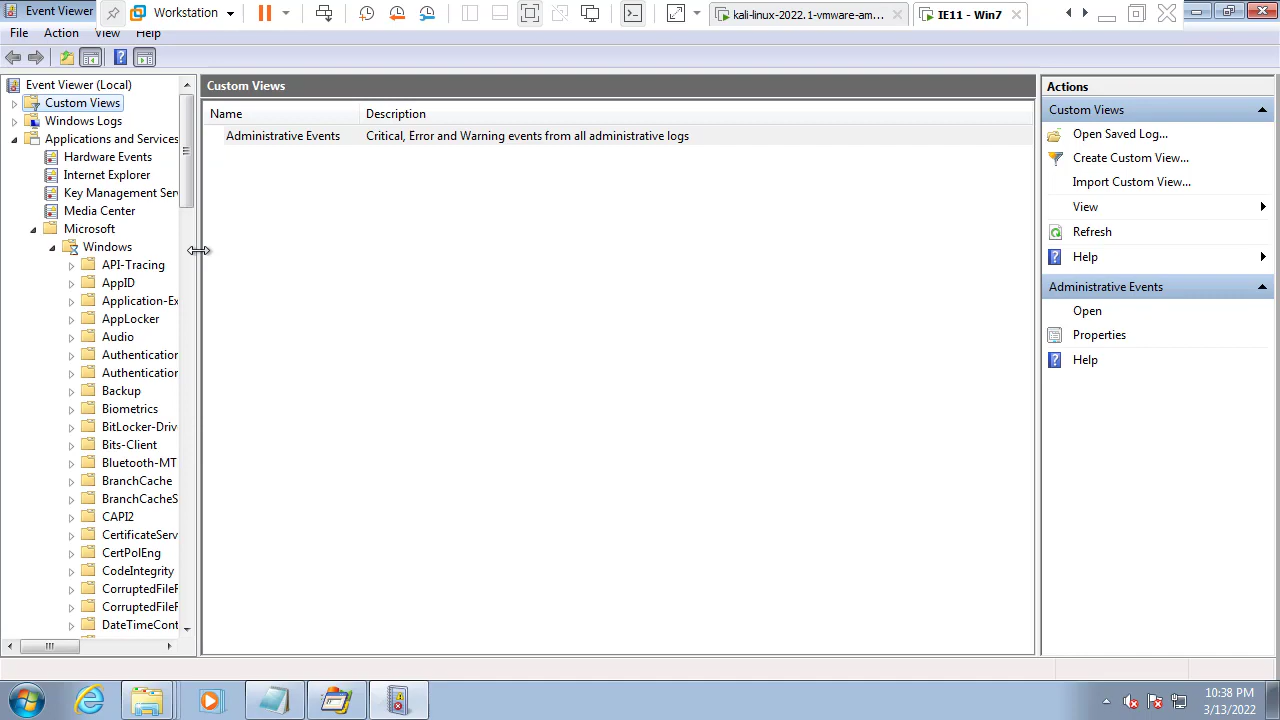 Event Viewer
Workstation
kali-linux-2022.1-vmware-am...
IE11 - Win7
File Action View Help
Event Viewer (Local)
Custom Views
Windows Logs
Applications and Services
Hardware Events
Internet Explorer
Key Management Serv
Media Center
Microsoft
Windows
API-Tracing
AppID
Application-Ex
AppLocker
Audio
Authentication
Authentication
Backup
Biometrics
BitLocker-Driv
Bits-Client
Bluetooth-MT
BranchCache
BranchCacheS
CAPI2
CertificateServ
CertPolEng
CodeIntegrity
CorruptedFileF
CorruptedFileF
DateTimeCont
Custom Views
Name Description
Administrative Events Critical, Error and Warning events from all administrative logs
Actions
Custom Views
Open Saved Log...
Create Custom View...
Import Custom View...
View
Refresh
Help
Administrative Events
Open
Properties
Help
10:38 PM
3/13/2022